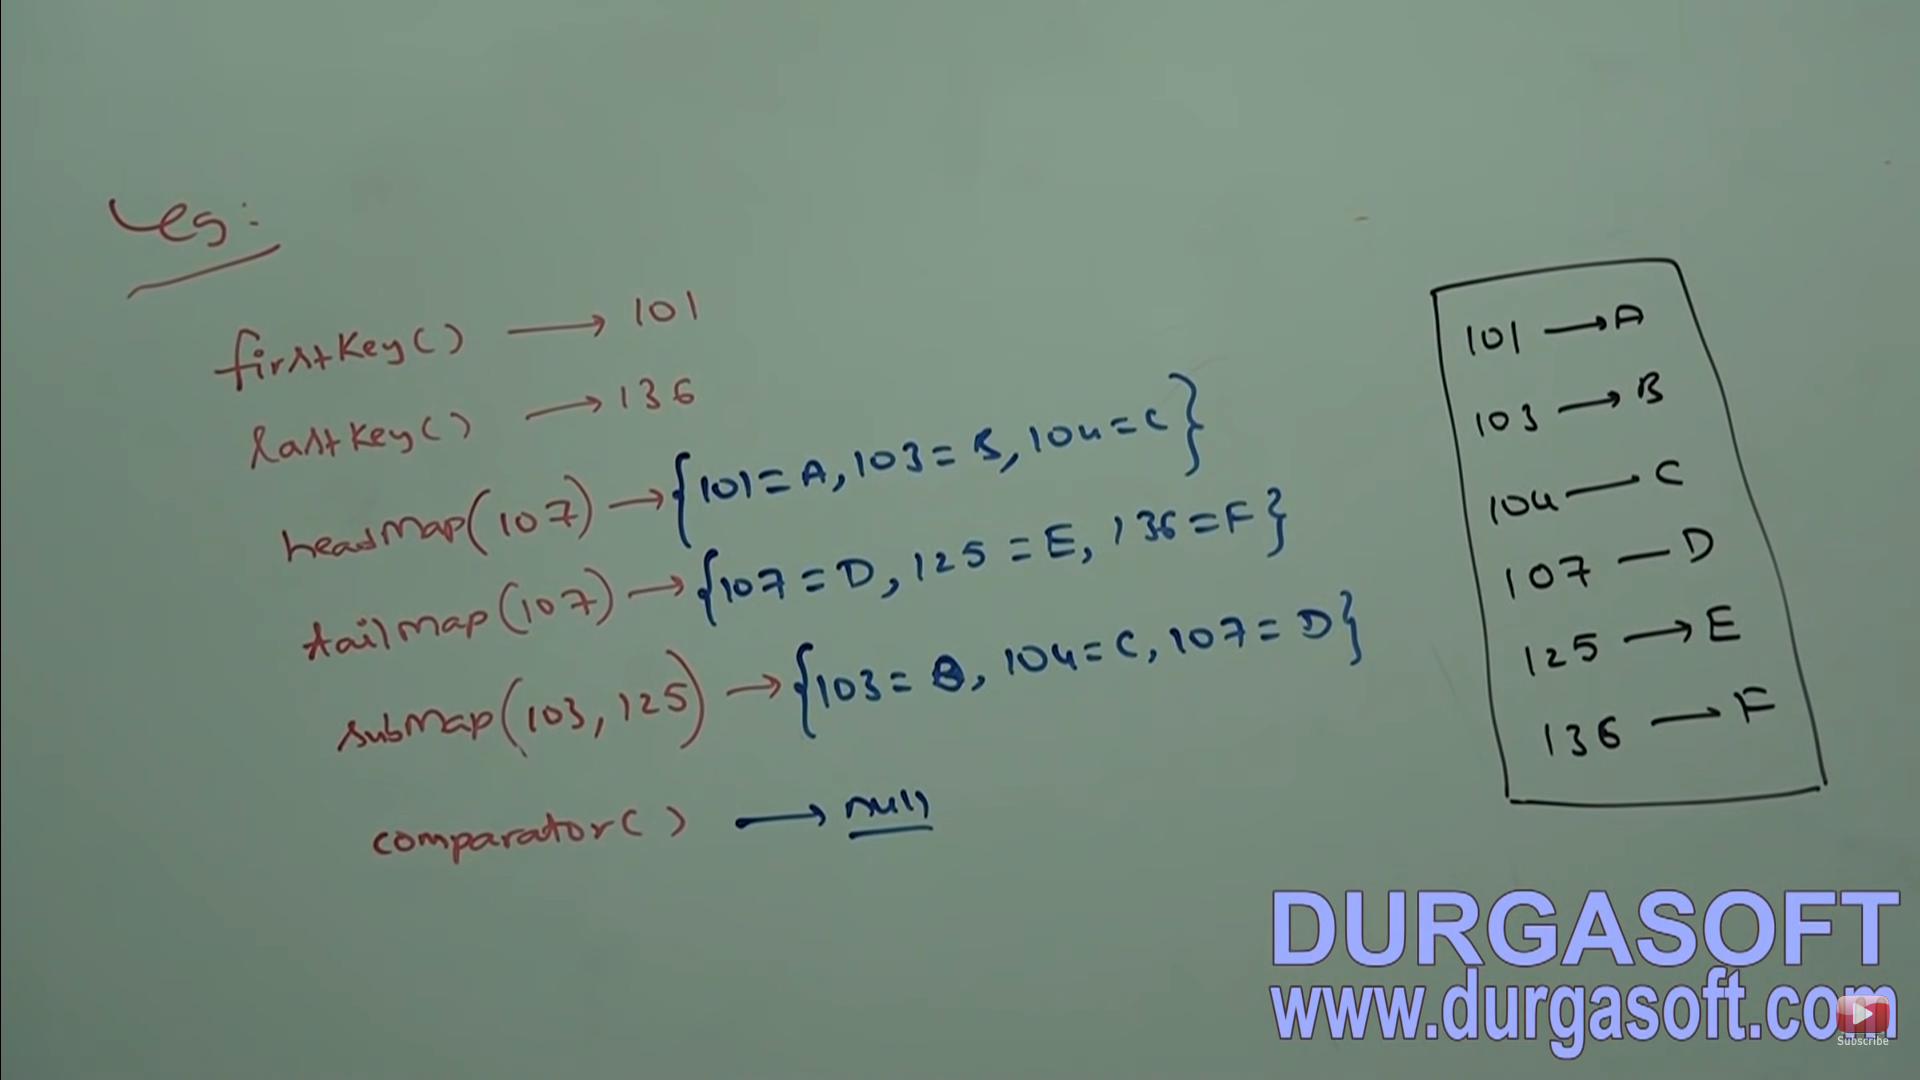 eg:
firstKey() → 101
lastKey() → 136
headMap(107) → {101=A, 103=B, 104=C}
tailMap(107) → {107=D, 125=E, 136=F}
subMap(103, 125) → {103=B, 104=C, 107=D}
comparator() → null
101 → A
103 → B
104 — C
107 — D
125 → E
136 → F
DURGASOFT
www.durgasoft.com
Subscribe